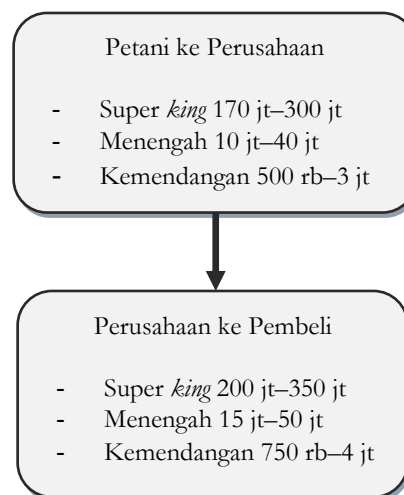 Petani ke Perusahaan
- Super king 170 jt–300 jt
- Menengah 10 jt–40 jt
- Kemendangan 500 rb–3 jt
Perusahaan ke Pembeli
- Super king 200 jt–350 jt
- Menengah 15 jt–50 jt
- Kemendangan 750 rb–4 jt